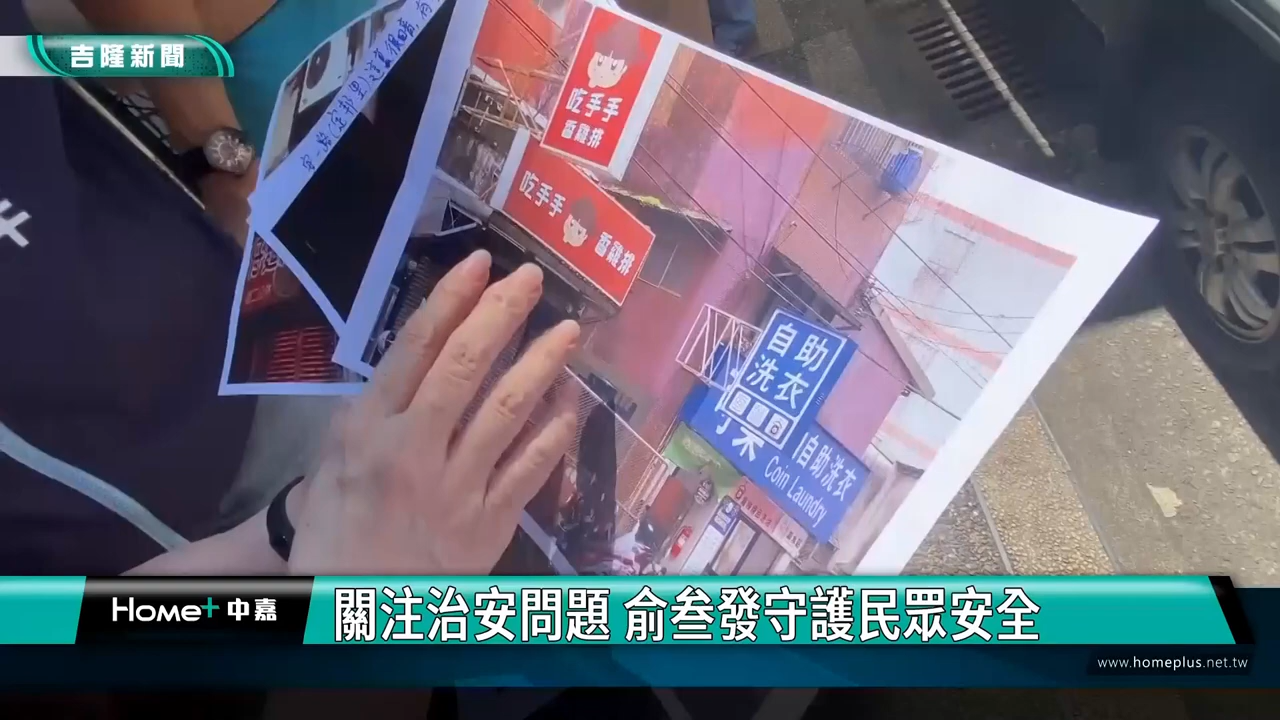 吉隆新聞
吃手手
香雞排
吃手手 香雞排
自助
洗衣
自助洗衣
Coin Laundry
Home+中嘉
關注治安問題 俞叁發守護民眾安全
www.homeplus.net.tw